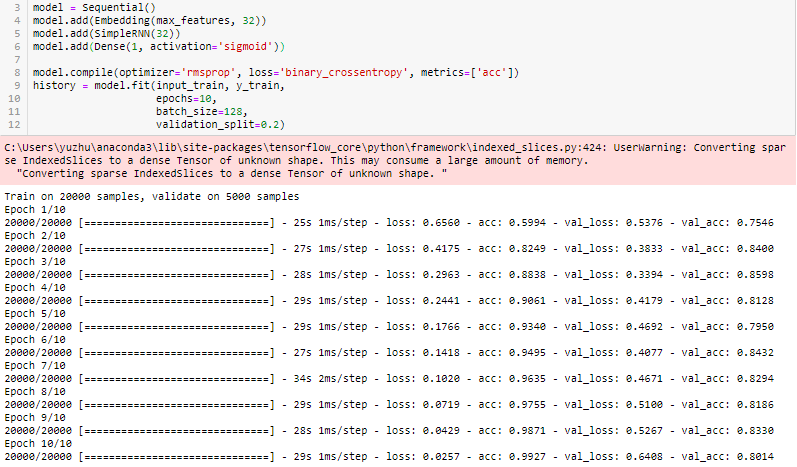 3 model = Sequential()
4 model.add(Embedding(max_features, 32))
5 model.add(SimpleRNN(32))
6 model.add(Dense(1, activation='sigmoid'))
7
8 model.compile(optimizer='rmsprop', loss='binary_crossentropy', metrics=['acc'])
9 history = model.fit(input_train, y_train,
10 epochs=10,
11 batch_size=128,
12 validation_split=0.2)
C:\Users\yuzhu\anaconda3\lib\site-packages\tensorflow_core\python\framework\indexed_slices.py:424: UserWarning: Converting spar
se IndexedSlices to a dense Tensor of unknown shape. This may consume a large amount of memory.
"Converting sparse IndexedSlices to a dense Tensor of unknown shape. "
Train on 20000 samples, validate on 5000 samples
Epoch 1/10
20000/20000 [==============================] - 25s 1ms/step - loss: 0.6560 - acc: 0.5994 - val_loss: 0.5376 - val_acc: 0.7546
Epoch 2/10
20000/20000 [==============================] - 27s 1ms/step - loss: 0.4175 - acc: 0.8249 - val_loss: 0.3833 - val_acc: 0.8400
Epoch 3/10
20000/20000 [==============================] - 28s 1ms/step - loss: 0.2963 - acc: 0.8838 - val_loss: 0.3394 - val_acc: 0.8598
Epoch 4/10
20000/20000 [==============================] - 29s 1ms/step - loss: 0.2441 - acc: 0.9061 - val_loss: 0.4179 - val_acc: 0.8128
Epoch 5/10
20000/20000 [==============================] - 29s 1ms/step - loss: 0.1766 - acc: 0.9340 - val_loss: 0.4692 - val_acc: 0.7950
Epoch 6/10
20000/20000 [==============================] - 27s 1ms/step - loss: 0.1418 - acc: 0.9495 - val_loss: 0.4077 - val_acc: 0.8432
Epoch 7/10
20000/20000 [==============================] - 34s 2ms/step - loss: 0.1020 - acc: 0.9635 - val_loss: 0.4671 - val_acc: 0.8294
Epoch 8/10
20000/20000 [==============================] - 29s 1ms/step - loss: 0.0719 - acc: 0.9755 - val_loss: 0.5100 - val_acc: 0.8186
Epoch 9/10
20000/20000 [==============================] - 28s 1ms/step - loss: 0.0429 - acc: 0.9871 - val_loss: 0.5267 - val_acc: 0.8330
Epoch 10/10
20000/20000 [==============================] - 29s 1ms/step - loss: 0.0257 - acc: 0.9927 - val_loss: 0.6408 - val_acc: 0.8014